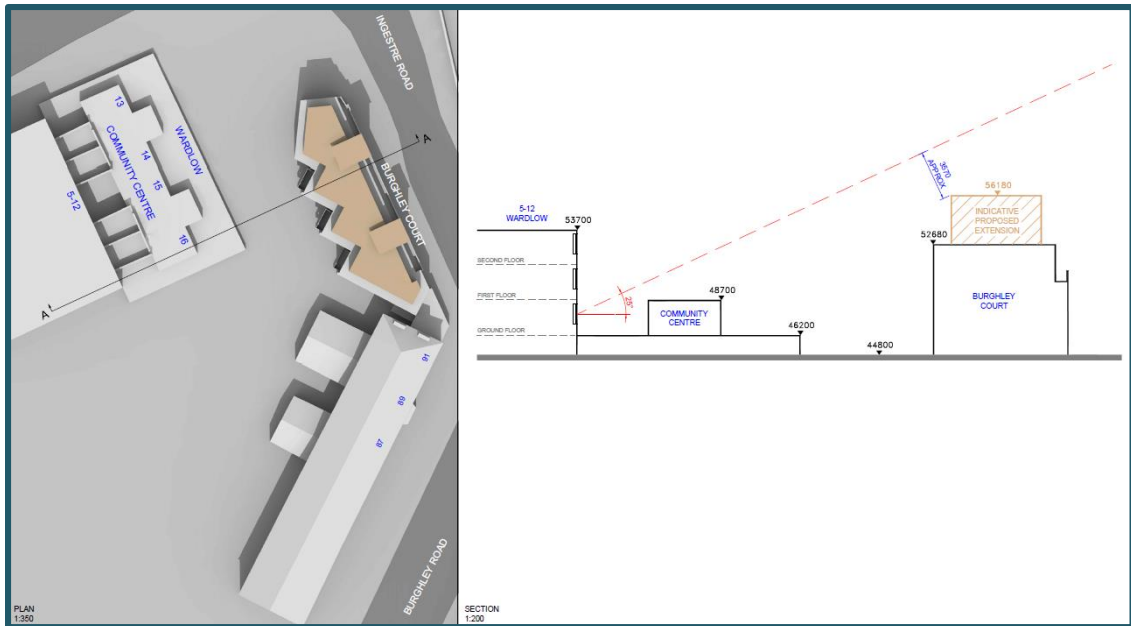 INGESTRE ROAD
13
WARDLOW
COMMUNITY CENTRE
14
15
16
5-12
A
A
BURGHLEY COURT
91
89
87
BURGHLEY ROAD
PLAN
1:350
5-12
WARDLOW
53700
SECOND FLOOR
FIRST FLOOR
GROUND FLOOR
25°
48700
COMMUNITY
CENTRE
46200
44800
3570
APPROX
56180
INDICATIVE
PROPOSED
EXTENSION
52680
BURGHLEY
COURT
SECTION
1:200